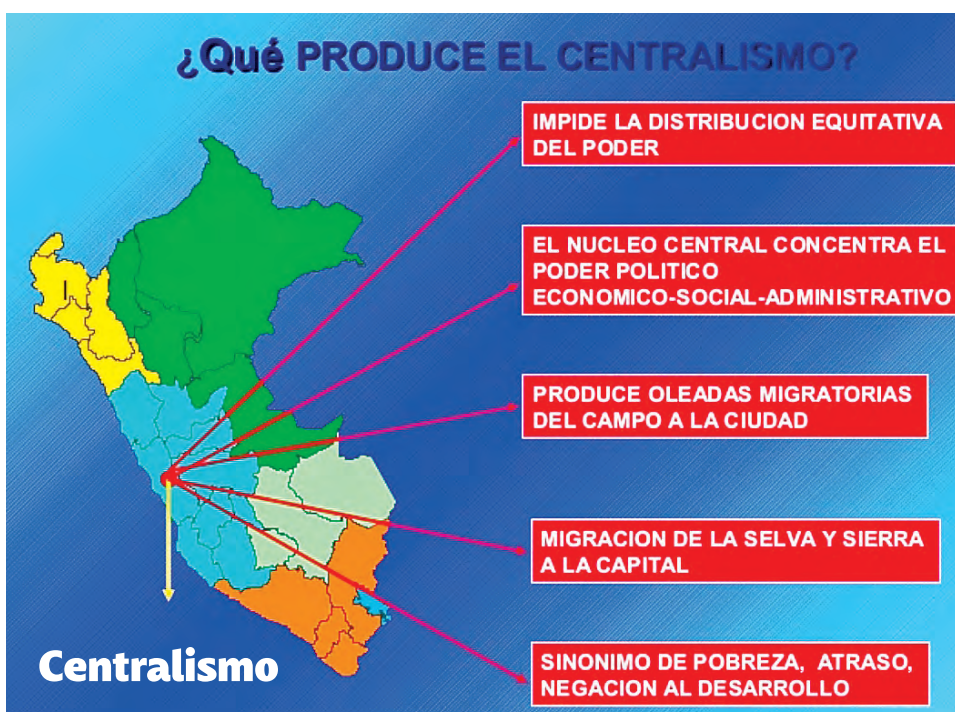 ¿Qué PRODUCE EL CENTRALISMO?
IMPIDE LA DISTRIBUCION EQUITATIVA
DEL PODER
EL NUCLEO CENTRAL CONCENTRA EL
PODER POLITICO
ECONOMICO-SOCIAL-ADMINISTRATIVO
PRODUCE OLEADAS MIGRATORIAS
DEL CAMPO A LA CIUDAD
MIGRACION DE LA SELVA Y SIERRA
A LA CAPITAL
SINONIMO DE POBREZA, ATRASO,
NEGACION AL DESARROLLO
Centralismo